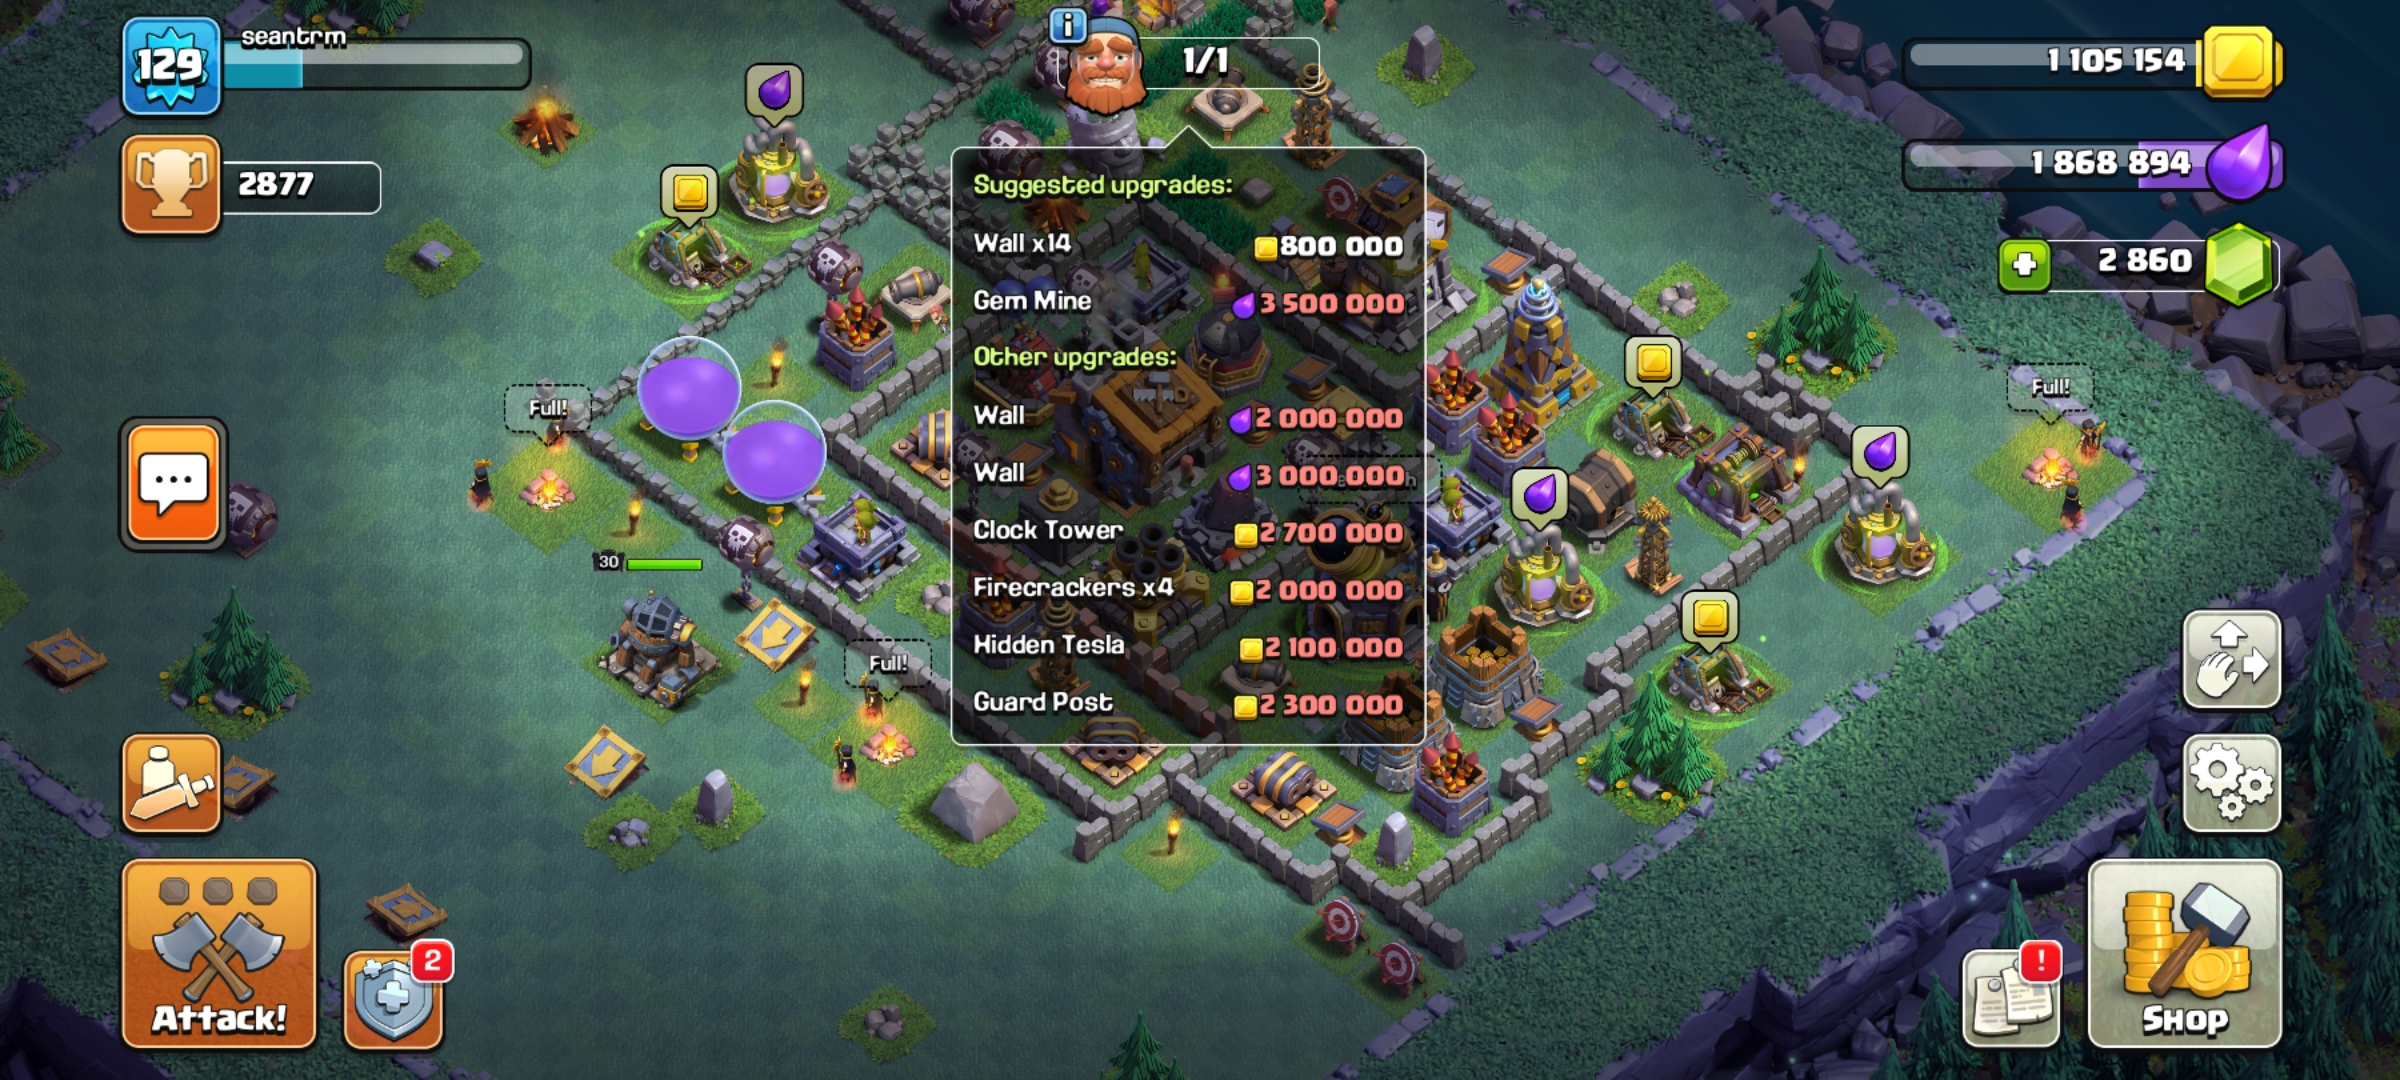 129
seantrm
i
1/1
1 105 154
2877
1 868 894
2 860
Suggested upgrades:
Wall x14 800 000
Gem Mine 3 500 000
Other upgrades:
Wall 2 000 000
Wall 3 000 000
Clock Tower 2 700 000
Firecrackers x4 2 000 000
Hidden Tesla 2 100 000
Guard Post 2 300 000
Full!
Full!
30
Full!
2
Attack!
!
Shop